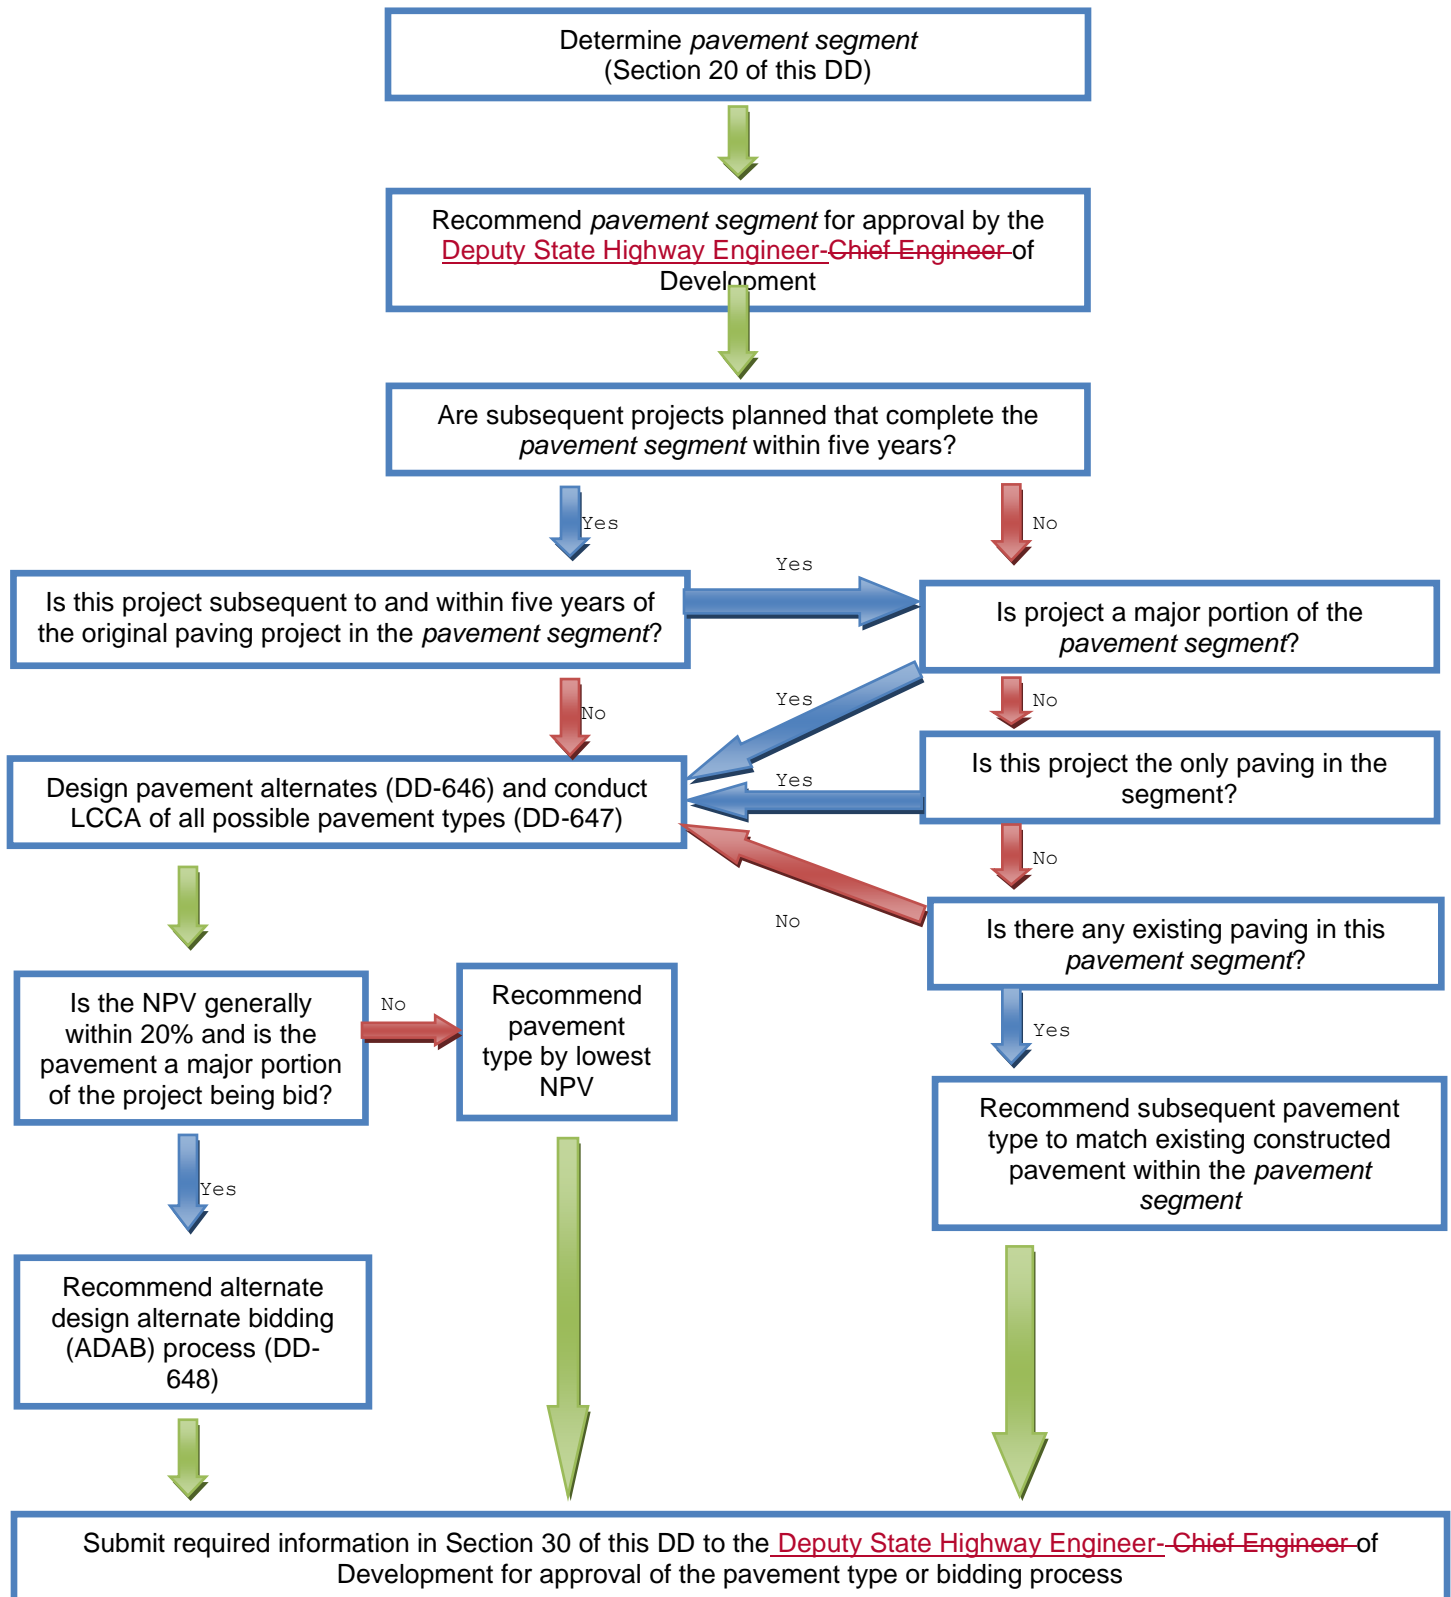 Determine pavement segment
(Section 20 of this DD)
Recommend pavement segment for approval by the
Deputy State Highway Engineer-Chief Engineer of
Development
Are subsequent projects planned that complete the
pavement segment within five years?
Yes
No
Is this project subsequent to and within five years of
the original paving project in the pavement segment?
Yes
Is project a major portion of the
pavement segment?
No
Yes
No
Design pavement alternates (DD-646) and conduct
LCCA of all possible pavement types (DD-647)
Yes
Is this project the only paving in the
segment?
No
No
Is there any existing paving in this
pavement segment?
Is the NPV generally
within 20% and is the
pavement a major portion
of the project being bid?
No
Recommend
pavement
type by lowest
NPV
Yes
Recommend subsequent pavement
type to match existing constructed
pavement within the pavement
segment
Yes
Recommend alternate
design alternate bidding
(ADAB) process (DD-
648)
Submit required information in Section 30 of this DD to the Deputy State Highway Engineer- Chief Engineer of
Development for approval of the pavement type or bidding process